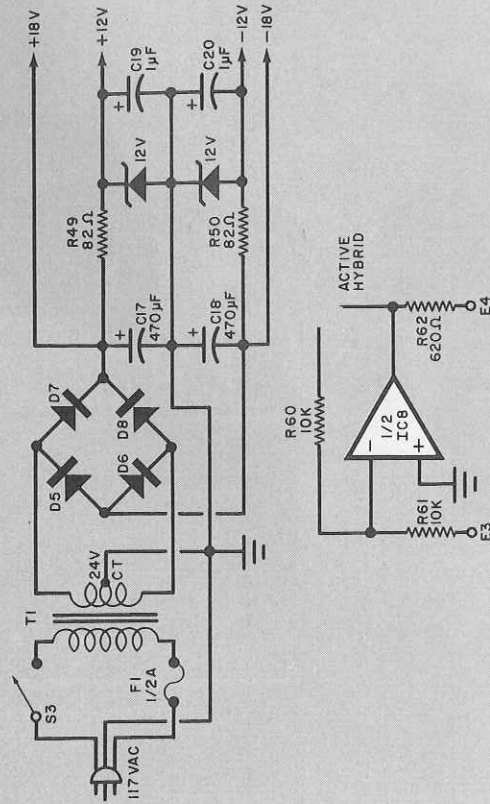 S3
117VAC
F1
1/2A
T1
24V
CT
D5
D7
D6
D8
C17
470µF
C18
470µF
R49
82Ω
R50
82Ω
12V
12V
C19
1µF
C20
1µF
+
+
+
+
+18V
+12V
−12V
−18V
R60
10K
R61
10K
E3
−
+
1/2
IC8
ACTIVE
HYBRID
R62
620Ω
E4